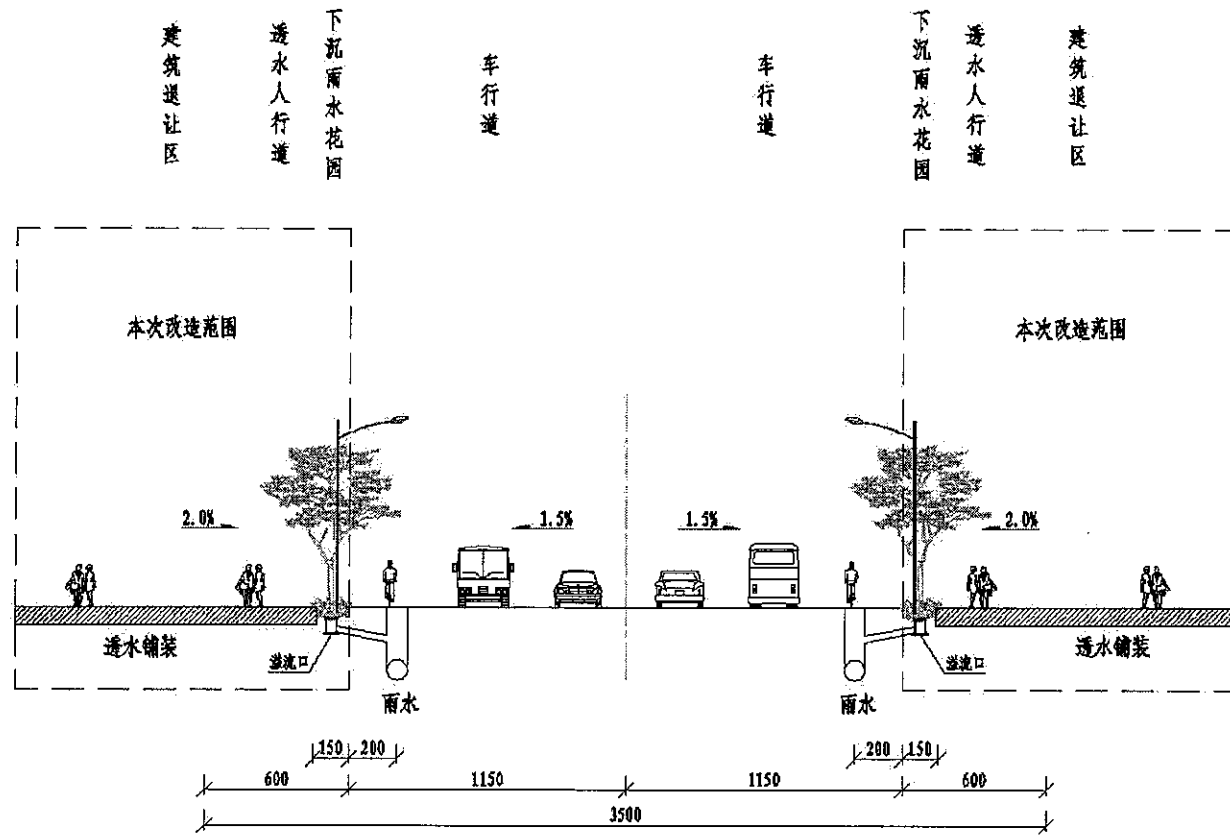 建筑退让区
透水人行道
下沉雨水花园
车行道
车行道
下沉雨水花园
透水人行道
建筑退让区
本次改造范围
本次改造范围
2.0%
1.5%
1.5%
2.0%
透水铺装
溢流口
溢流口
透水铺装
雨水
雨水
150
200
200
150
600
1150
1150
600
3500